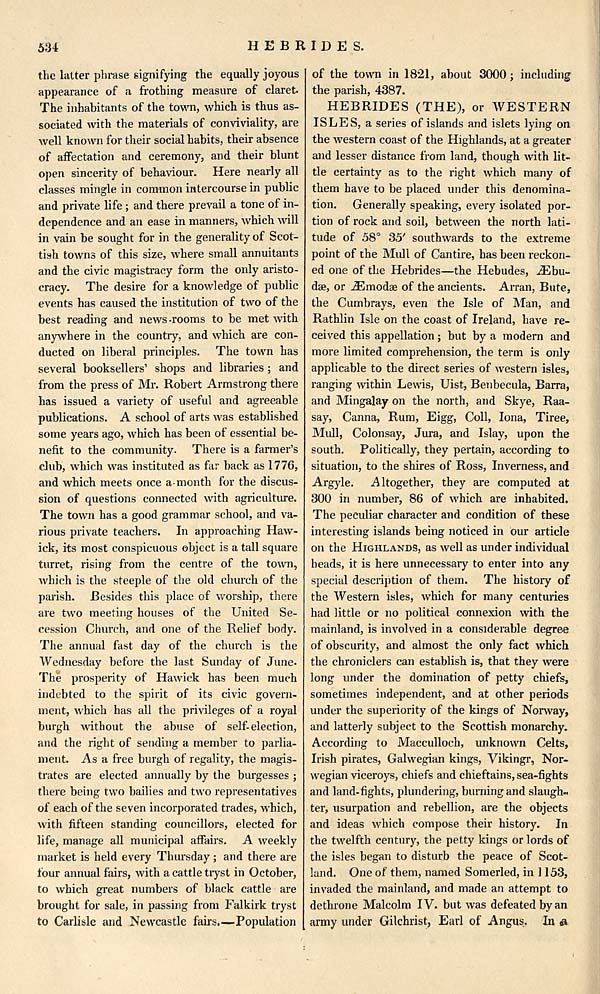 534
HEBRIDES.
the latter phrase signifying the equally joyous
appearance of a frothing measure of claret.
The inhabitants of the town, which is thus as-
sociated with the materials of conviviality, are
well known for their social habits, their absence
of affectation and ceremony, and their blunt
open sincerity of behaviour. Here nearly all
classes mingle in common intercourse in public
and private life; and there prevail a tone of in-
dependence and an ease in manners, which will
in vain be sought for in the generality of Scot-
tish towns of this size, where small annuitants
and the civic magistracy form the only aristo-
cracy. The desire for a knowledge of public
events has caused the institution of two of the
best reading and news-rooms to be met with
anywhere in the country, and which are con-
ducted on liberal principles. The town has
several booksellers' shops and libraries; and
from the press of Mr. Robert Armstrong there
has issued a variety of useful and agreeable
publications. A school of arts was established
some years ago, which has been of essential be-
nefit to the community. There is a farmer's
club, which was instituted as far back as 1776,
and which meets once a-month for the discus-
sion of questions connected with agriculture.
The town has a good grammar school, and va-
rious private teachers. In approaching Haw-
ick, its most conspicuous object is a tall square
turret, rising from the centre of the town,
which is the steeple of the old church of the
parish. Besides this place of worship, there
are two meeting houses of the United Se-
cession Church, and one of the Relief body.
The annual fast day of the church is the
Wednesday before the last Sunday of June.
The prosperity of Hawick has been much
indebted to the spirit of its civic govern-
ment, which has all the privileges of a royal
burgh without the abuse of self-election,
and the right of sending a member to parlia-
ment. As a free burgh of regality, the magis-
trates are elected annually by the burgesses;
there being two bailies and two representatives
of each of the seven incorporated trades, which,
with fifteen standing councillors, elected for
life, manage all municipal affairs. A weekly
market is held every Thursday; and there are
four annual fairs, with a cattle tryst in October,
to which great numbers of black cattle are
brought for sale, in passing from Falkirk tryst
to Carlisle and Newcastle fairs.—Population
of the town in 1821, about 3000; including
the parish, 4387.
HEBRIDES (THE), or WESTERN
ISLES, a series of islands and islets lying on
the western coast of the Highlands, at a greater
and lesser distance from land, though with lit-
tle certainty as to the right which many of
them have to be placed under this denomina-
tion. Generally speaking, every isolated por-
tion of rock and soil, between the north lati-
tude of 58° 35′ southwards to the extreme
point of the Mull of Cantire, has been reckon-
ed one of the Hebrides—the Hebudes, Æbu-
dæ, or Æmodæ of the ancients. Arran, Bute,
the Cumbrays, even the Isle of Man, and
Rathlin Isle on the coast of Ireland, have re-
ceived this appellation; but by a modern and
more limited comprehension, the term is only
applicable to the direct series of western isles,
ranging within Lewis, Uist, Benbecula, Barra,
and Mingalay on the north, and Skye, Raa-
say, Canna, Rum, Eigg, Coll, Iona, Tiree,
Mull, Colonsay, Jura, and Islay, upon the
south. Politically, they pertain, according to
situation, to the shires of Ross, Inverness, and
Argyle. Altogether, they are computed at
300 in number, 86 of which are inhabited.
The peculiar character and condition of these
interesting islands being noticed in our article
on the HIGHLANDS, as well as under individual
heads, it is here unnecessary to enter into any
special description of them. The history of
the Western isles, which for many centuries
had little or no political connexion with the
mainland, is involved in a considerable degree
of obscurity, and almost the only fact which
the chroniclers can establish is, that they were
long under the domination of petty chiefs,
sometimes independent, and at other periods
under the superiority of the kings of Norway,
and latterly subject to the Scottish monarchy.
According to Macculloch, unknown Celts,
Irish pirates, Galwegian kings, Vikingr, Nor-
wegian viceroys, chiefs and chieftains, sea-fights
and land-fights, plundering, burning and slaugh-
ter, usurpation and rebellion, are the objects
and ideas which compose their history. In
the twelfth century, the petty kings or lords of
the isles began to disturb the peace of Scot-
land. One of them, named Somerled, in 1153,
invaded the mainland, and made an attempt to
dethrone Malcolm IV. but was defeated by an
army under Gilchrist, Earl of Angus. In a